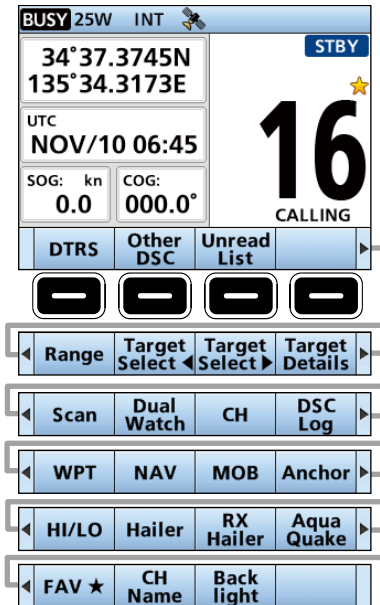 BUSY 25W INT
STBY
34°37.3745N
135°34.3173E
UTC
NOV/10 06:45
SOG: kn
0.0
COG:
000.0°
16
CALLING
DTRS Other DSC Unread List
Range Target Select ◀ Target Select ▶ Target Details
Scan Dual Watch CH DSC Log
WPT NAV MOB Anchor
HI/LO Hailer RX Hailer Aqua Quake
FAV ★ CH Name Back light